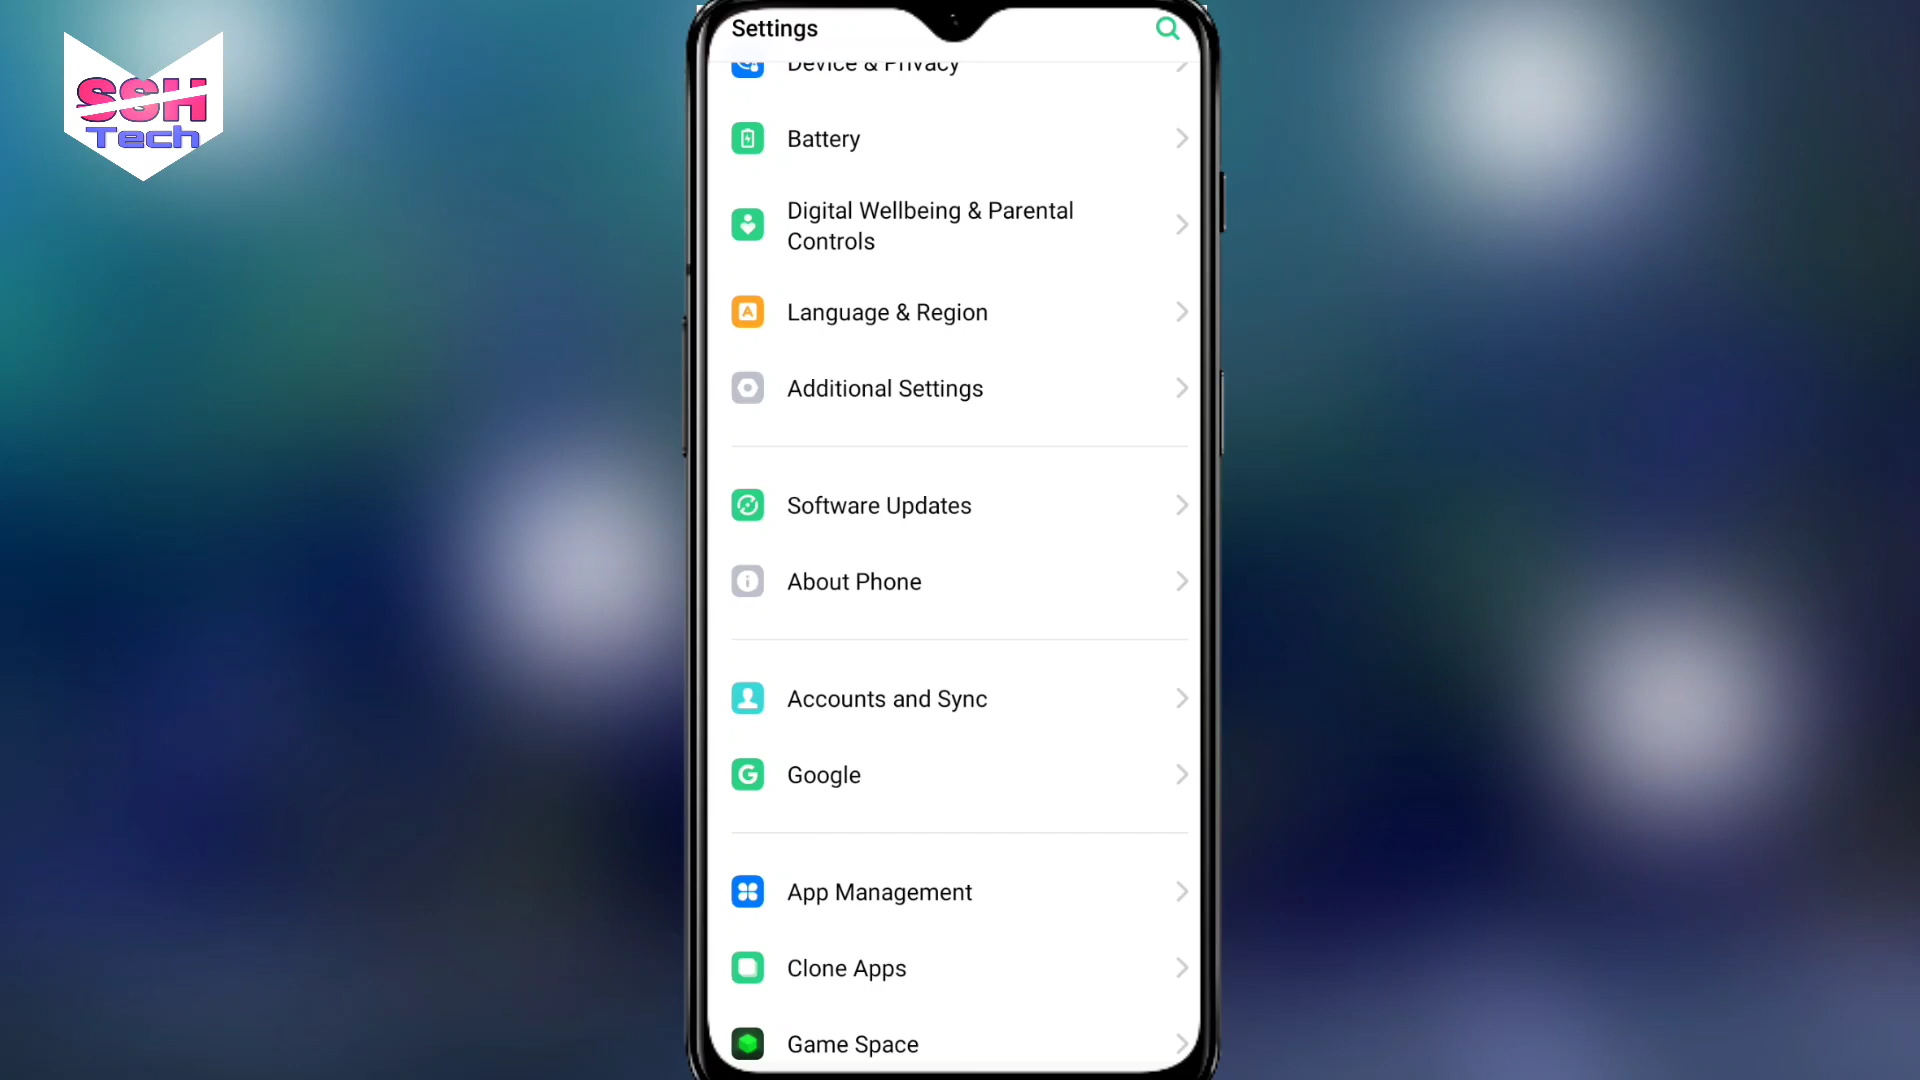 SSH
Tech
Settings
Device & Privacy
Battery
Digital Wellbeing & Parental
Controls
Language & Region
Additional Settings
Software Updates
About Phone
Accounts and Sync
Google
App Management
Clone Apps
Game Space